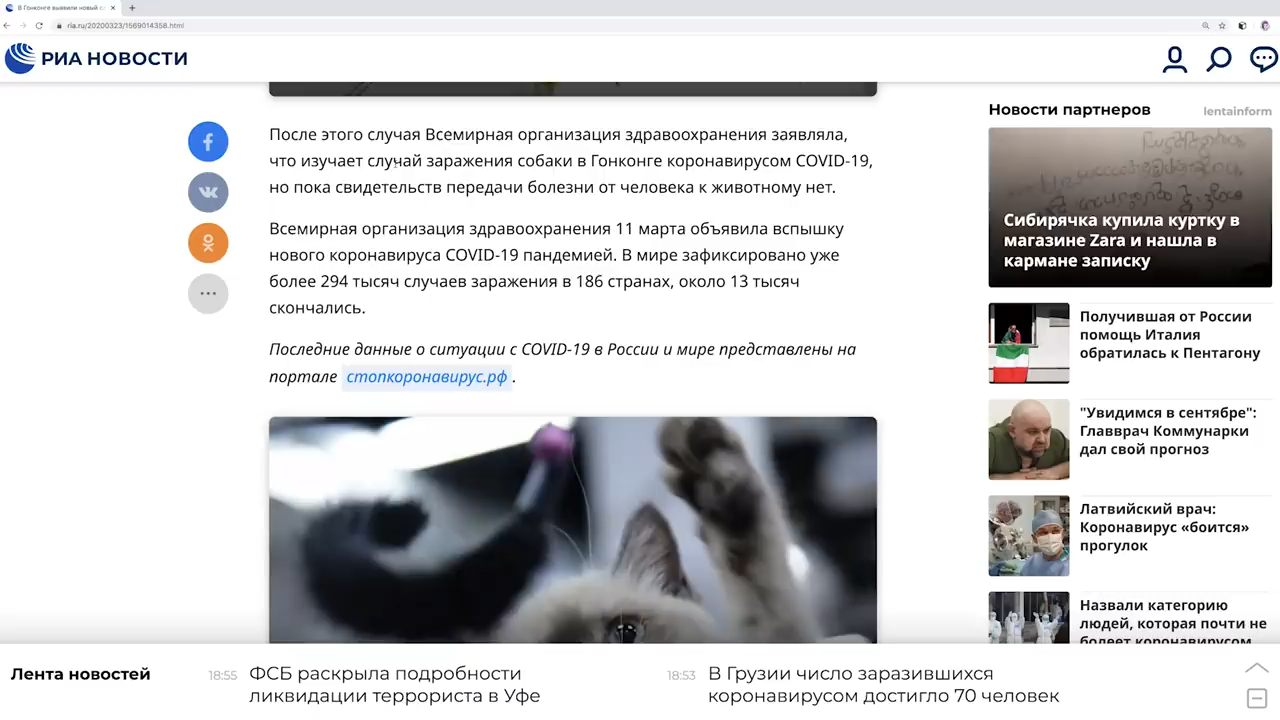 В Гонконге выявили новый сл
ria.ru/20200323/1569014358.html
РИА НОВОСТИ
После этого случая Всемирная организация здравоохранения заявляла,
что изучает случай заражения собаки в Гонконге коронавирусом COVID-19,
но пока свидетельств передачи болезни от человека к животному нет.
Всемирная организация здравоохранения 11 марта объявила вспышку
нового коронавируса COVID-19 пандемией. В мире зафиксировано уже
более 294 тысяч случаев заражения в 186 странах, около 13 тысяч
скончались.
Последние данные о ситуации с COVID-19 в России и мире представлены на
портале стопкоронавирус.рф .
Новости партнеров
lentainform
Сибирячка купила куртку в
магазине Zara и нашла в
кармане записку
Получившая от России
помощь Италия
обратилась к Пентагону
"Увидимся в сентябре":
Главврач Коммунарки
дал свой прогноз
Латвийский врач:
Коронавирус «боится»
прогулок
Назвали категорию
людей, которая почти не
болеет коронавирусом
Лента новостей
18:55
ФСБ раскрыла подробности
ликвидации террориста в Уфе
18:53
В Грузии число заразившихся
коронавирусом достигло 70 человек